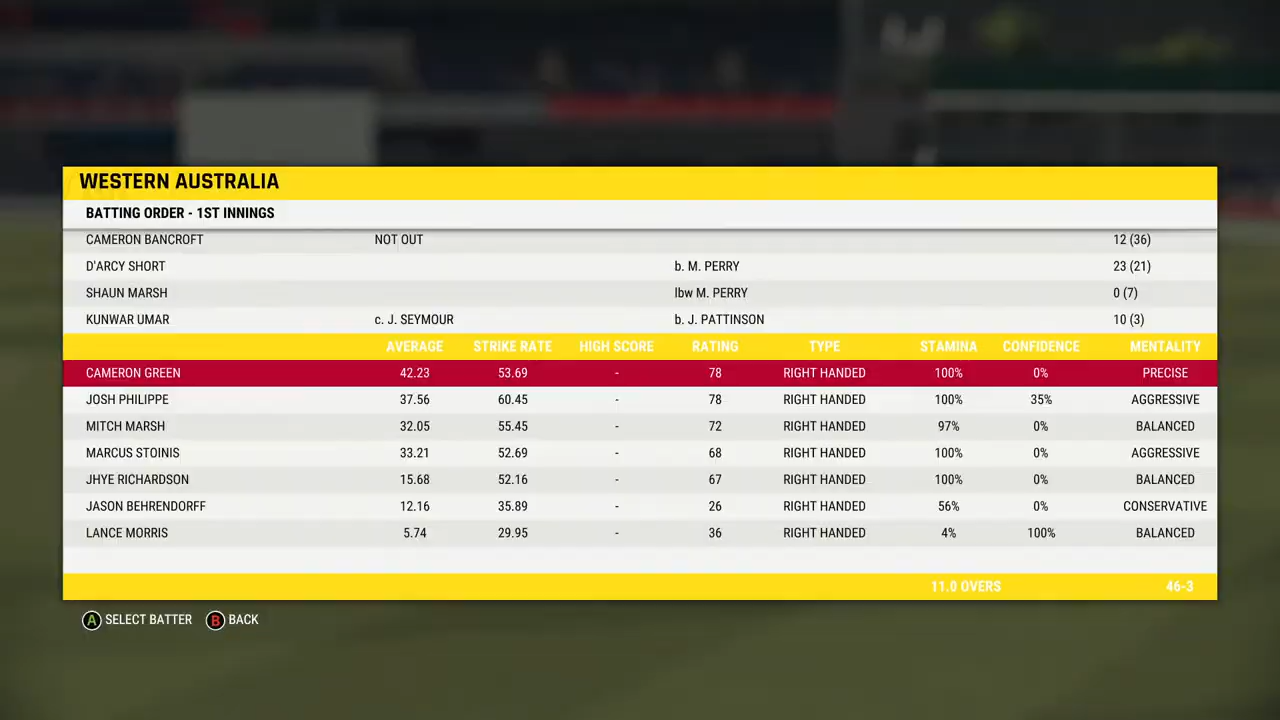 WESTERN AUSTRALIA
BATTING ORDER - 1ST INNINGS
CAMERON BANCROFT NOT OUT 12 (36)
D'ARCY SHORT b. M. PERRY 23 (21)
SHAUN MARSH lbw M. PERRY 0 (7)
KUNWAR UMAR c. J. SEYMOUR b. J. PATTINSON 10 (3)
AVERAGE STRIKE RATE HIGH SCORE RATING TYPE STAMINA CONFIDENCE MENTALITY
CAMERON GREEN 42.23 53.69 - 78 RIGHT HANDED 100% 0% PRECISE
JOSH PHILIPPE 37.56 60.45 - 78 RIGHT HANDED 100% 35% AGGRESSIVE
MITCH MARSH 32.05 55.45 - 72 RIGHT HANDED 97% 0% BALANCED
MARCUS STOINIS 33.21 52.69 - 68 RIGHT HANDED 100% 0% AGGRESSIVE
JHYE RICHARDSON 15.68 52.16 - 67 RIGHT HANDED 100% 0% BALANCED
JASON BEHRENDORFF 12.16 35.89 - 26 RIGHT HANDED 56% 0% CONSERVATIVE
LANCE MORRIS 5.74 29.95 - 36 RIGHT HANDED 4% 100% BALANCED
11.0 OVERS 46-3
A SELECT BATTER B BACK